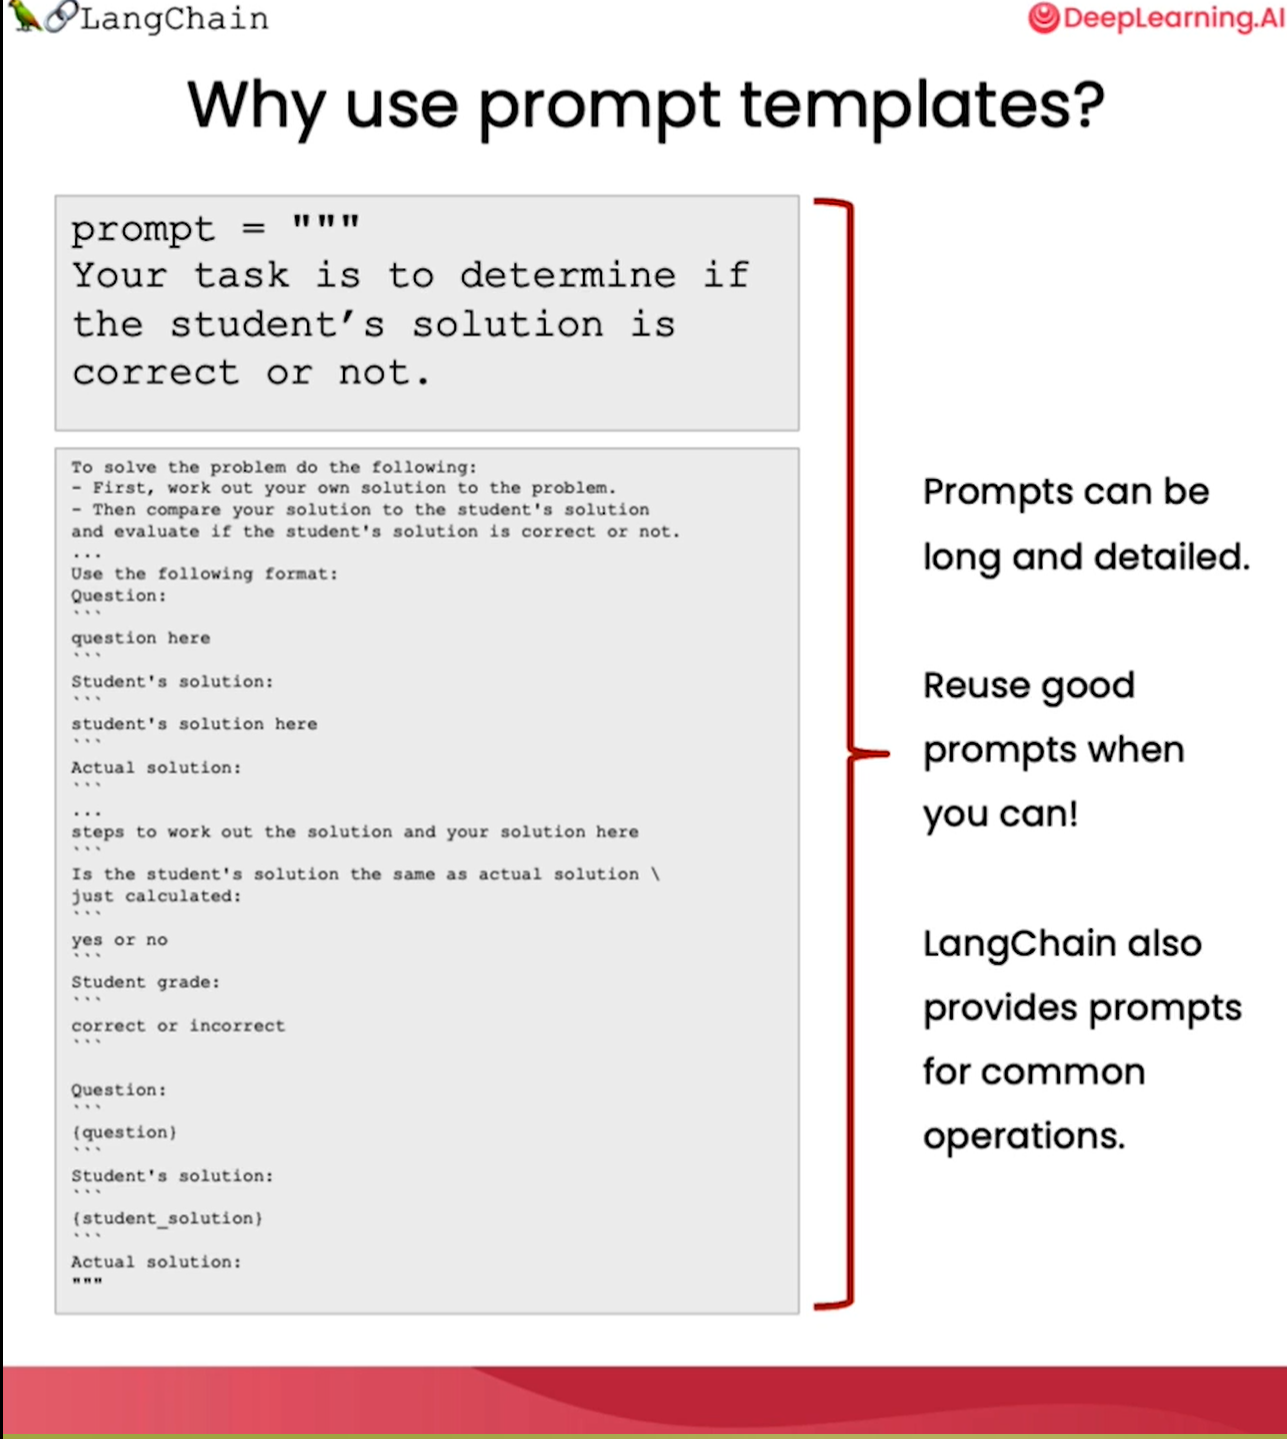 LangChain
DeepLearning.AI
Why use prompt templates?
prompt = """
Your task is to determine if
the student’s solution is
correct or not.
To solve the problem do the following:
- First, work out your own solution to the problem.
- Then compare your solution to the student's solution
and evaluate if the student's solution is correct or not.
...
Use the following format:
Question:
```
question here
```
Student's solution:
```
student's solution here
```
Actual solution:
```
...
steps to work out the solution and your solution here
```
Is the student's solution the same as actual solution \
just calculated:
```
yes or no
```
Student grade:
```
correct or incorrect
```
Question:
```
{question}
```
Student's solution:
```
{student_solution}
```
Actual solution:
"""
Prompts can be
long and detailed.
Reuse good
prompts when
you can!
LangChain also
provides prompts
for common
operations.